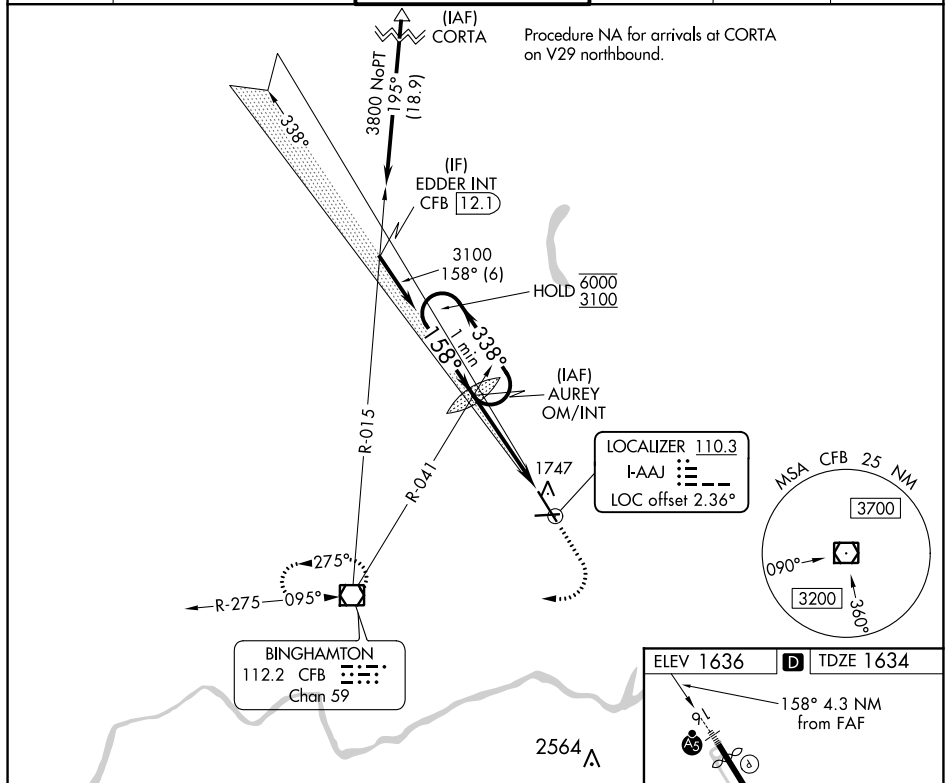 (IAF)
CORTA
Procedure NA for arrivals at CORTA
on V29 northbound.
3800 NoPT
195°
(18.9)
338°
(IF)
EDDER INT
CFB 12.1
3100
158° (6)
HOLD 6000
3100
338°
1 min
158°
(IAF)
AUREY
OM/INT
R-015
R-041
LOCALIZER 110.3
I-AAJ
LOC offset 2.36°
1747
MSA CFB 25 NM
3700
090°
3200
360°
275°
R-275
095°
BINGHAMTON
112.2 CFB
Chan 59
2564
ELEV 1636
D
TDZE 1634
158° 4.3 NM
from FAF
16
A5
P